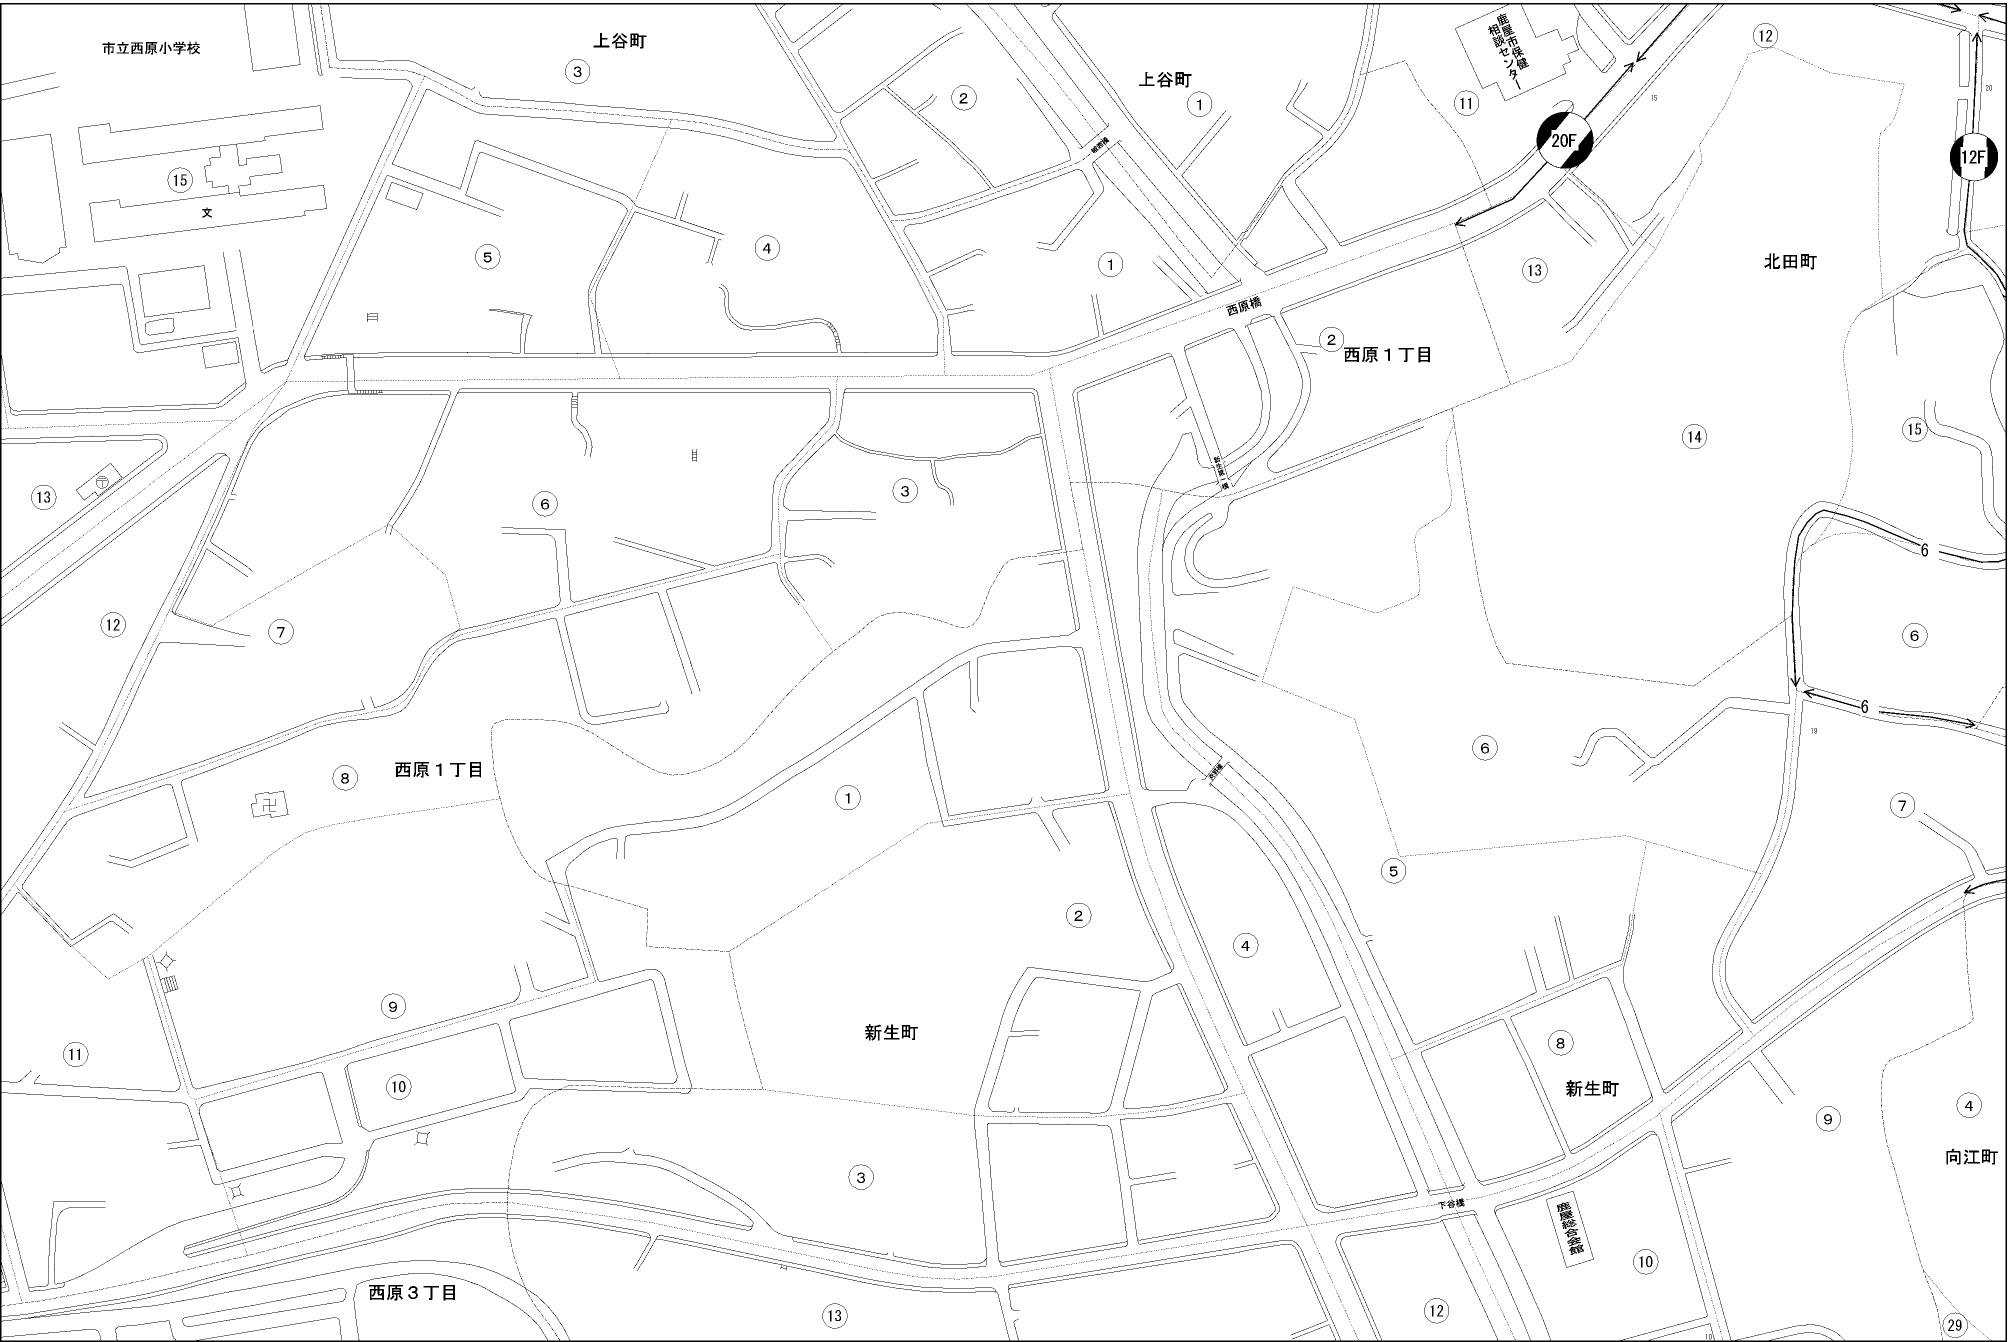 市立西原小学校
上谷町
③
②
上谷町
①
鹿屋市保健
相談センター
⑪
⑫
20F
12F
20
15
⑮
文
⑤
④
①
⑬
北田町
西原橋
②
西原１丁目
⑬
⑥
③
⑭
⑮
6
⑫
⑦
⑥
6
19
⑧
西原１丁目
①
⑥
⑦
⑤
②
④
⑨
新生町
⑪
⑩
⑧
新生町
④
⑨
向江町
③
下谷橋
鹿屋総合会館
⑩
西原３丁目
⑬
⑫
㉙
10